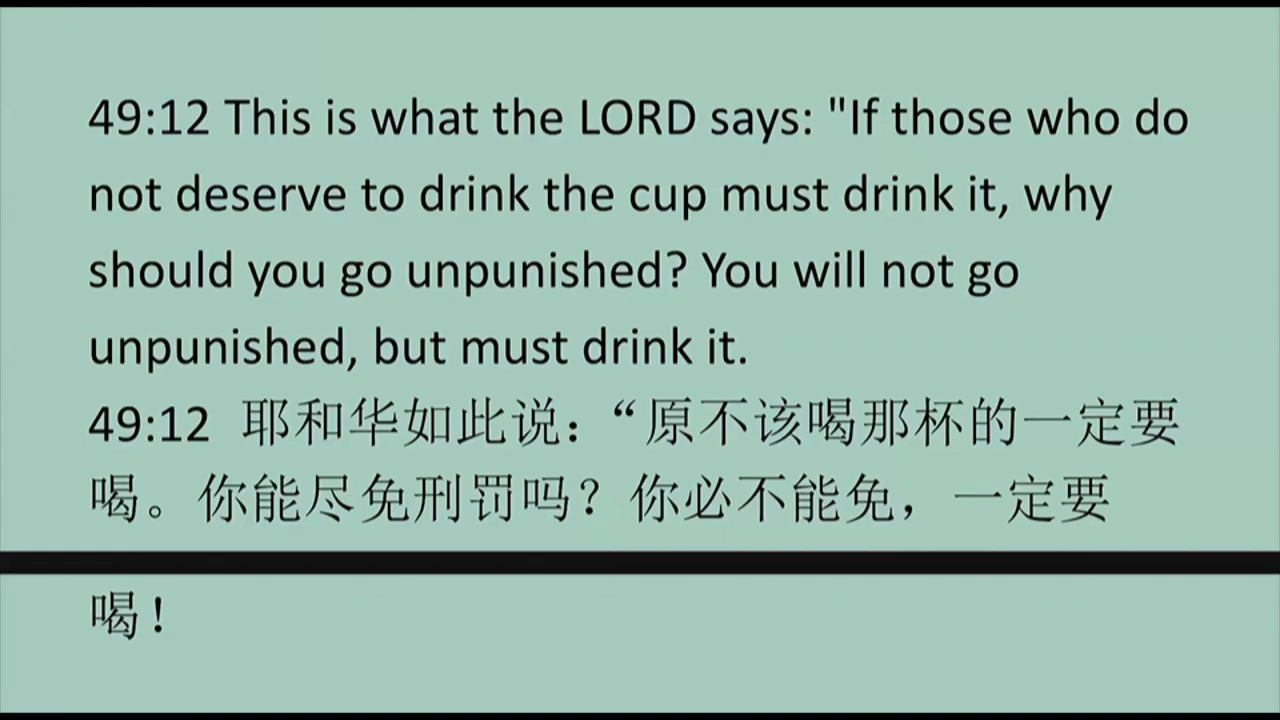 49:12 This is what the LORD says: "If those who do
not deserve to drink the cup must drink it, why
should you go unpunished? You will not go
unpunished, but must drink it.
49:12 耶和华如此说：“原不该喝那杯的一定要
喝。你能尽免刑罚吗？你必不能免，一定要
喝！